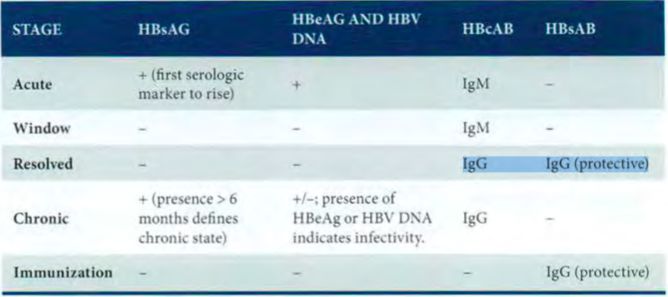 STAGE HBsAG HBeAG AND HBV DNA HBcAB HBsAB
Acute + (first serologic marker to rise) + IgM –
Window – – IgM –
Resolved – – IgG IgG (protective)
Chronic + (presence > 6 months defines chronic state) +/–; presence of HBeAg or HBV DNA indicates infectivity. IgG –
Immunization – – – IgG (protective)